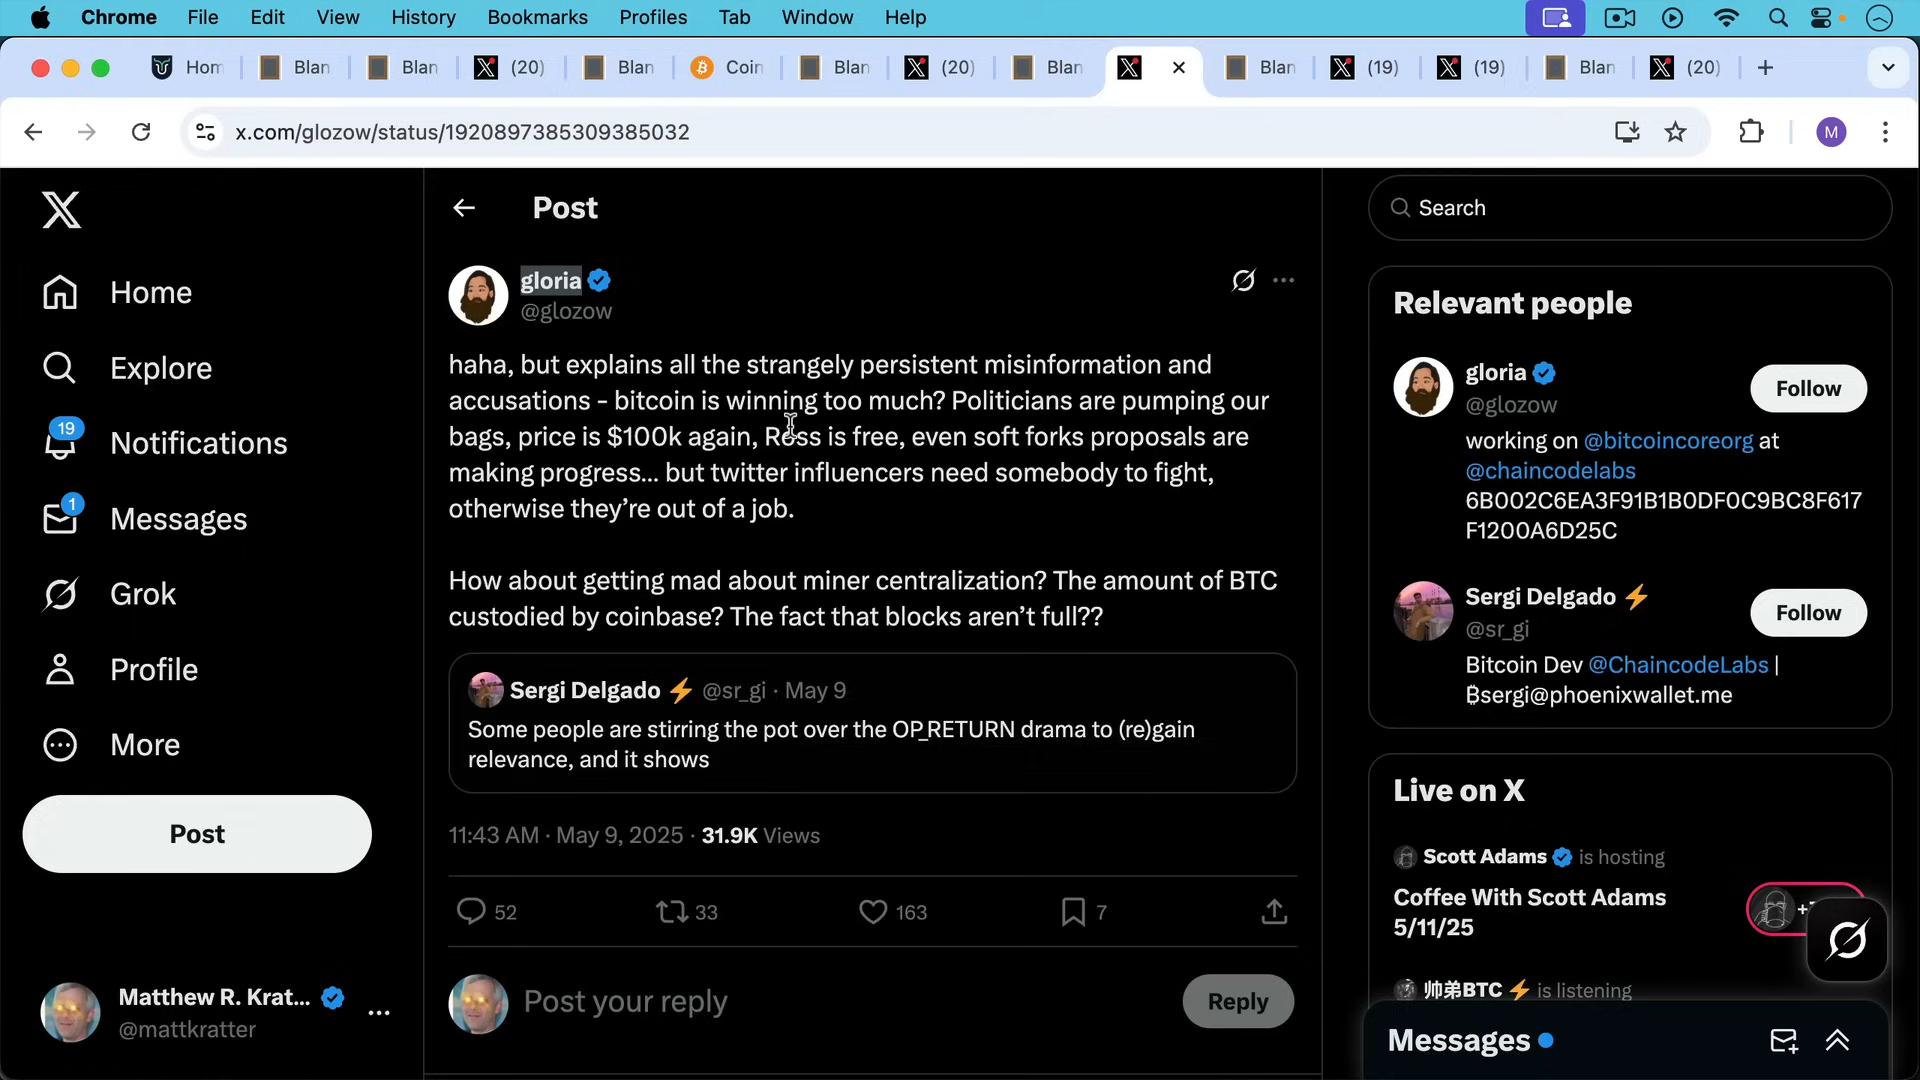 Chrome File Edit View History Bookmarks Profiles Tab Window Help
Hom Blan Blan (20) Blan Coin Blan (20) Blan Blan (19) (19) Blan (20)
x.com/glozow/status/1920897385309385032
M
Post
Search
Home
Explore
19
Notifications
1
Messages
Grok
Profile
More
Post
Matthew R. Krat...
@mattkratter
gloria
@glozow
haha, but explains all the strangely persistent misinformation and
accusations - bitcoin is winning too much? Politicians are pumping our
bags, price is $100k again, Ross is free, even soft forks proposals are
making progress... but twitter influencers need somebody to fight,
otherwise they’re out of a job.
How about getting mad about miner centralization? The amount of BTC
custodied by coinbase? The fact that blocks aren’t full??
Sergi Delgado ⚡ @sr_gi · May 9
Some people are stirring the pot over the OP_RETURN drama to (re)gain
relevance, and it shows
11:43 AM · May 9, 2025 · 31.9K Views
52 33 163 7
Post your reply
Reply
Relevant people
gloria
@glozow
Follow
working on @bitcoincoreorg at
@chaincodelabs
6B002C6EA3F91B1B0DF0C9BC8F617
F1200A6D25C
Sergi Delgado ⚡
@sr_gi
Follow
Bitcoin Dev @ChaincodeLabs |
₿sergi@phoenixwallet.me
Live on X
Scott Adams is hosting
Coffee With Scott Adams
5/11/25
帅弟BTC ⚡ is listening
Messages